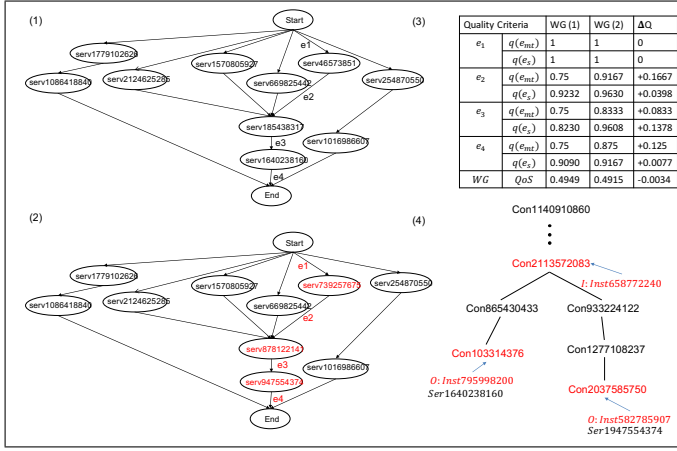 (1)
Start
serv1779102626
e1
serv1570805927
serv46573851
serv1086418840
serv2124625285
serv669825442
serv254870550
e2
serv185438317
e3
serv1016986607
serv1640238160
e4
End
(2)
Start
e1
serv1779102626
serv1570805927
serv739257675
serv254870550
serv1086418840
serv2124625285
serv669825442
e2
serv878122141
e3
serv1016986607
serv947554374
e4
End
(3)
Quality Criteria WG (1) WG (2) ΔQ
e1 q(emt) 1 1 0
q(es) 1 1 0
e2 q(emt) 0.75 0.9167 +0.1667
q(es) 0.9232 0.9630 +0.0398
e3 q(emt) 0.75 0.8333 +0.0833
q(es) 0.8230 0.9608 +0.1378
e4 q(emt) 0.75 0.875 +0.125
q(es) 0.9090 0.9167 +0.0077
WG QoS 0.4949 0.4915 -0.0034
(4)
Con1140910860
Con2113572083
I: Inst658772240
Con865430433
Con933224122
Con103314376
Con1277108237
O: Inst795998200
Ser1640238160
Con2037585750
O: Inst582785907
Ser1947554374